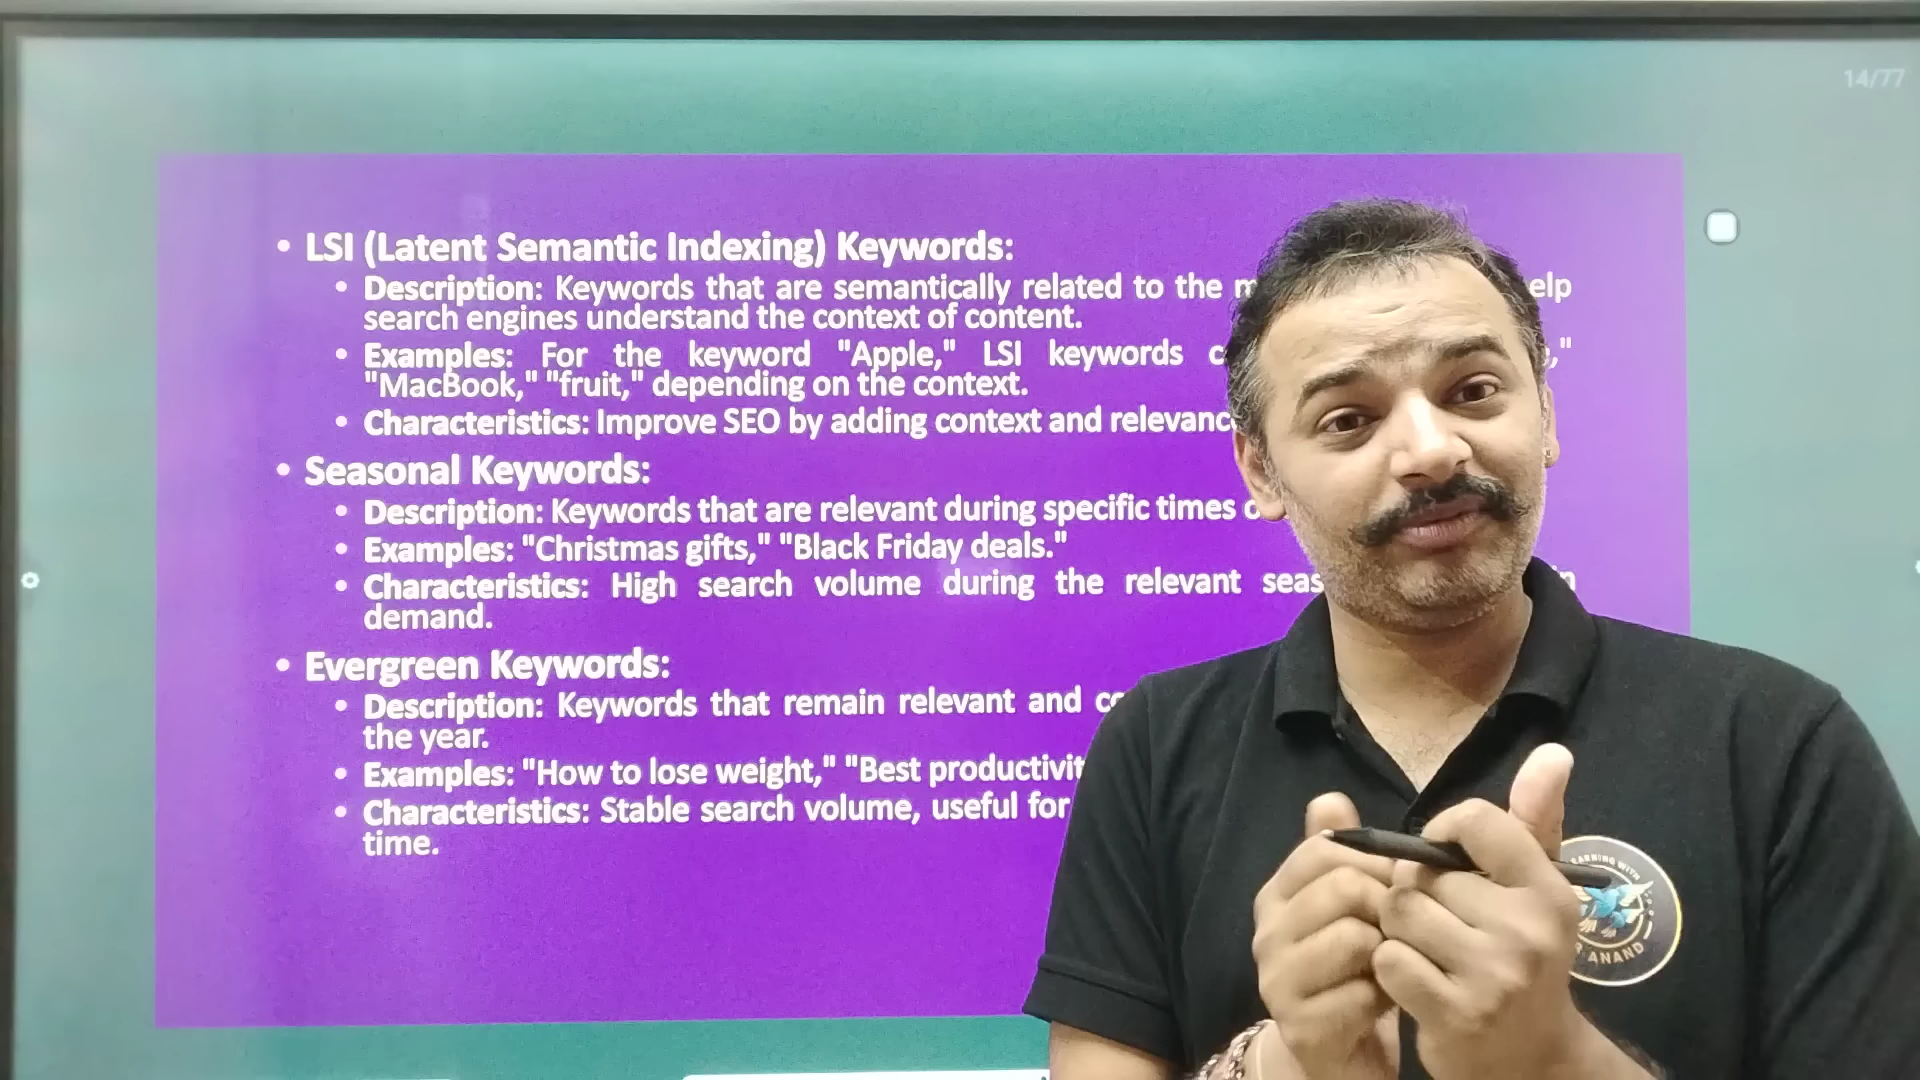 14/77
• LSI (Latent Semantic Indexing) Keywords:
• Description: Keywords that are semantically related to the
search engines understand the context of content.
• Examples: For the keyword "Apple," LSI keywords
"MacBook," "fruit," depending on the context.
• Characteristics: Improve SEO by adding context and
• Seasonal Keywords:
• Description: Keywords that are relevant during specific times
• Examples: "Christmas gifts," "Black Friday deals."
• Characteristics: High search volume during the relevant
demand.
• Evergreen Keywords:
• Description: Keywords that remain relevant and
the year.
• Examples: "How to lose weight," "Best
• Characteristics: Stable search volume, useful for
time.
WITH
ANAND